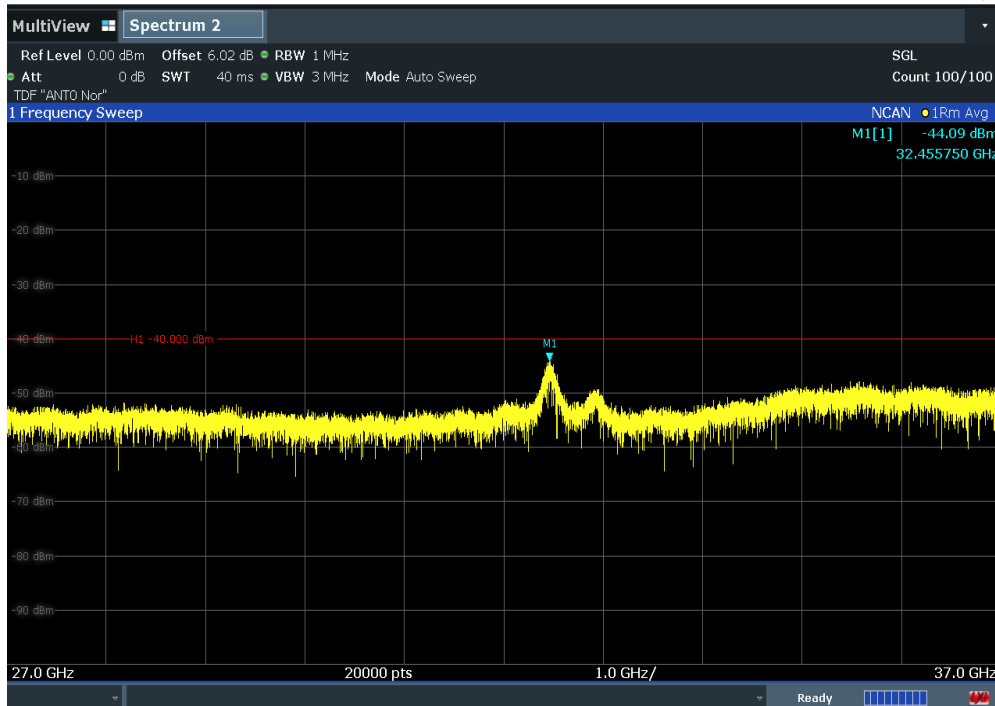 MultiView Spectrum 2
Ref Level 0.00 dBm Offset 6.02 dB RBW 1 MHz SGL
Att 0 dB SWT 40 ms VBW 3 MHz Mode Auto Sweep Count 100/100
TDF "ANT0 Nor"
1 Frequency Sweep NCAN 1Rm Avg
M1[1] -44.09 dBm
32.455750 GHz
-10 dBm
-20 dBm
-30 dBm
-40 dBm H1 -40.000 dBm
M1
-50 dBm
-60 dBm
-70 dBm
-80 dBm
-90 dBm
27.0 GHz 20000 pts 1.0 GHz/ 37.0 GHz
Ready